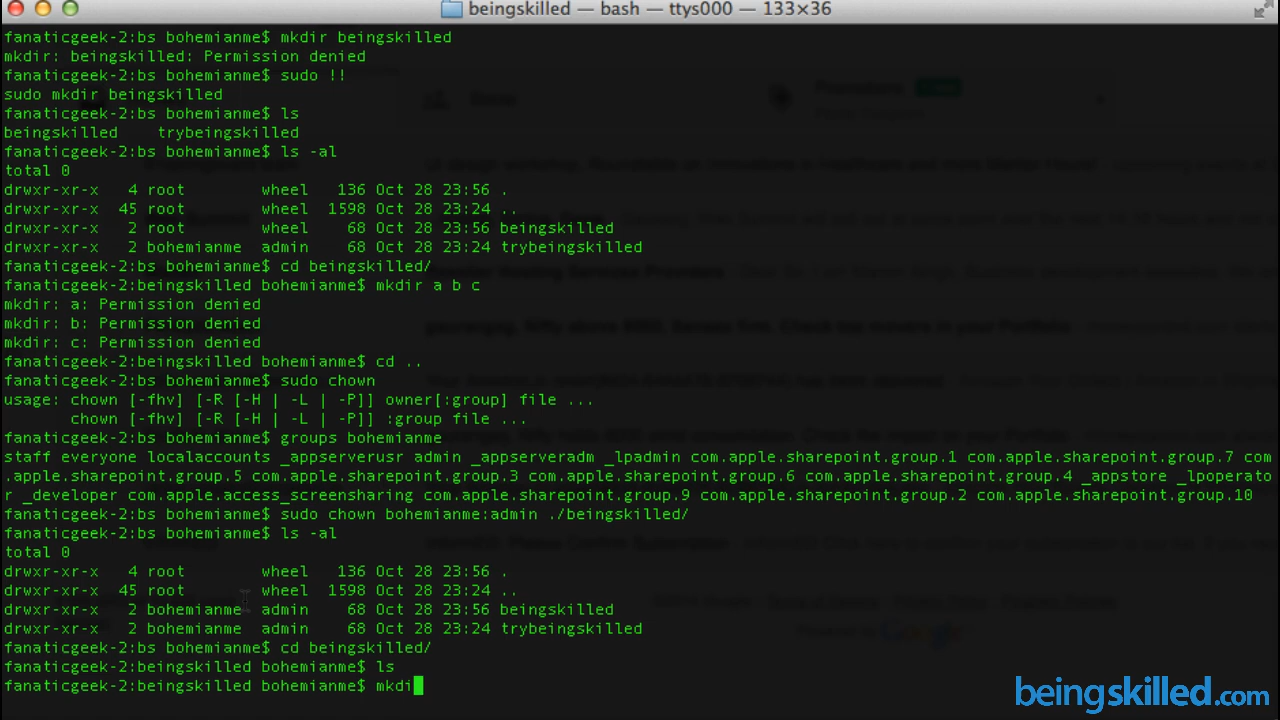 beingskilled — bash — ttys000 — 133×36
fanaticgeek-2:bs bohemianme$ mkdir beingskilled
mkdir: beingskilled: Permission denied
fanaticgeek-2:bs bohemianme$ sudo !!
sudo mkdir beingskilled
fanaticgeek-2:bs bohemianme$ ls
beingskilled    trybeingskilled
fanaticgeek-2:bs bohemianme$ ls -al
total 0
drwxr-xr-x   4 root        wheel   136 Oct 28 23:56 .
drwxr-xr-x  45 root        wheel  1598 Oct 28 23:24 ..
drwxr-xr-x   2 root        wheel    68 Oct 28 23:56 beingskilled
drwxr-xr-x   2 bohemianme  admin    68 Oct 28 23:24 trybeingskilled
fanaticgeek-2:bs bohemianme$ cd beingskilled/
fanaticgeek-2:beingskilled bohemianme$ mkdir a b c
mkdir: a: Permission denied
mkdir: b: Permission denied
mkdir: c: Permission denied
fanaticgeek-2:beingskilled bohemianme$ cd ..
fanaticgeek-2:bs bohemianme$ sudo chown
usage: chown [-fhv] [-R [-H | -L | -P]] owner[:group] file ...
       chown [-fhv] [-R [-H | -L | -P]] :group file ...
fanaticgeek-2:bs bohemianme$ groups bohemianme
staff everyone localaccounts _appserverusr admin _appserveradm _lpadmin com.apple.sharepoint.group.1 com.apple.sharepoint.group.7 com
.apple.sharepoint.group.5 com.apple.sharepoint.group.3 com.apple.sharepoint.group.6 com.apple.sharepoint.group.4 _appstore _lpoperato
r _developer com.apple.access_screensharing com.apple.sharepoint.group.9 com.apple.sharepoint.group.2 com.apple.sharepoint.group.10
fanaticgeek-2:bs bohemianme$ sudo chown bohemianme:admin ./beingskilled/
fanaticgeek-2:bs bohemianme$ ls -al
total 0
drwxr-xr-x   4 root        wheel   136 Oct 28 23:56 .
drwxr-xr-x  45 root        wheel  1598 Oct 28 23:24 ..
drwxr-xr-x   2 bohemianme  admin    68 Oct 28 23:56 beingskilled
drwxr-xr-x   2 bohemianme  admin    68 Oct 28 23:24 trybeingskilled
fanaticgeek-2:bs bohemianme$ cd beingskilled/
fanaticgeek-2:beingskilled bohemianme$ ls
fanaticgeek-2:beingskilled bohemianme$ mkdi
beingskilled.com